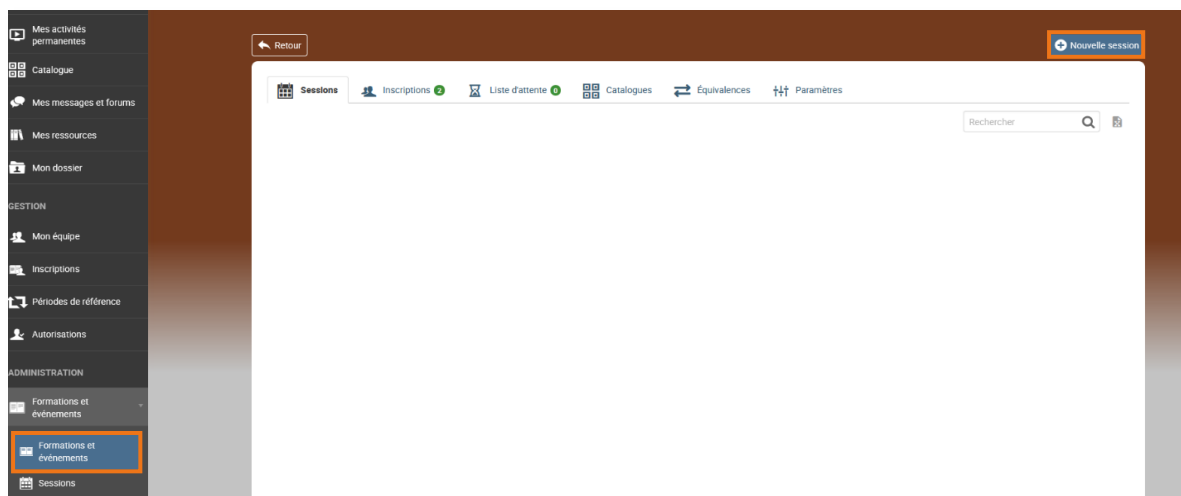 Mes activités
permanentes
Catalogue
Mes messages et forums
Mes ressources
Mon dossier
GESTION
Mon équipe
Inscriptions
Périodes de référence
Autorisations
ADMINISTRATION
Formations et
événements
Formations et
événements
Sessions
Retour
Nouvelle session
Sessions
Inscriptions 2
Liste d'attente 0
Catalogues
Équivalences
Paramètres
Rechercher